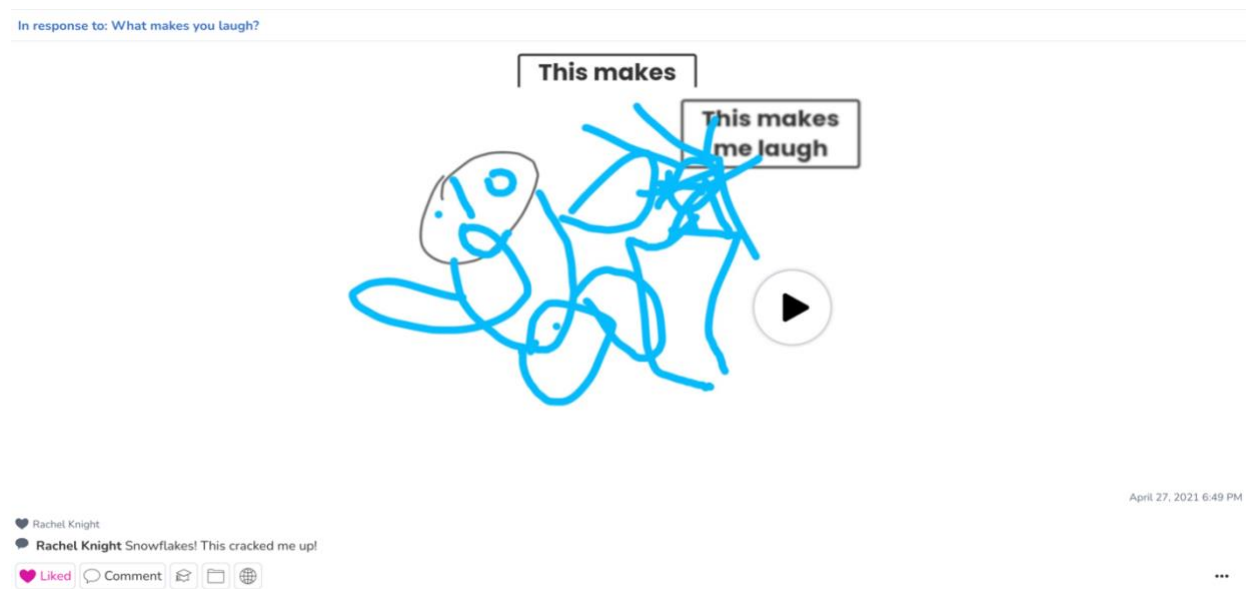 In response to: What makes you laugh?
This makes
This makes
me laugh
April 27, 2021 6:49 PM
Rachel Knight
Rachel Knight Snowflakes! This cracked me up!
Liked Comment